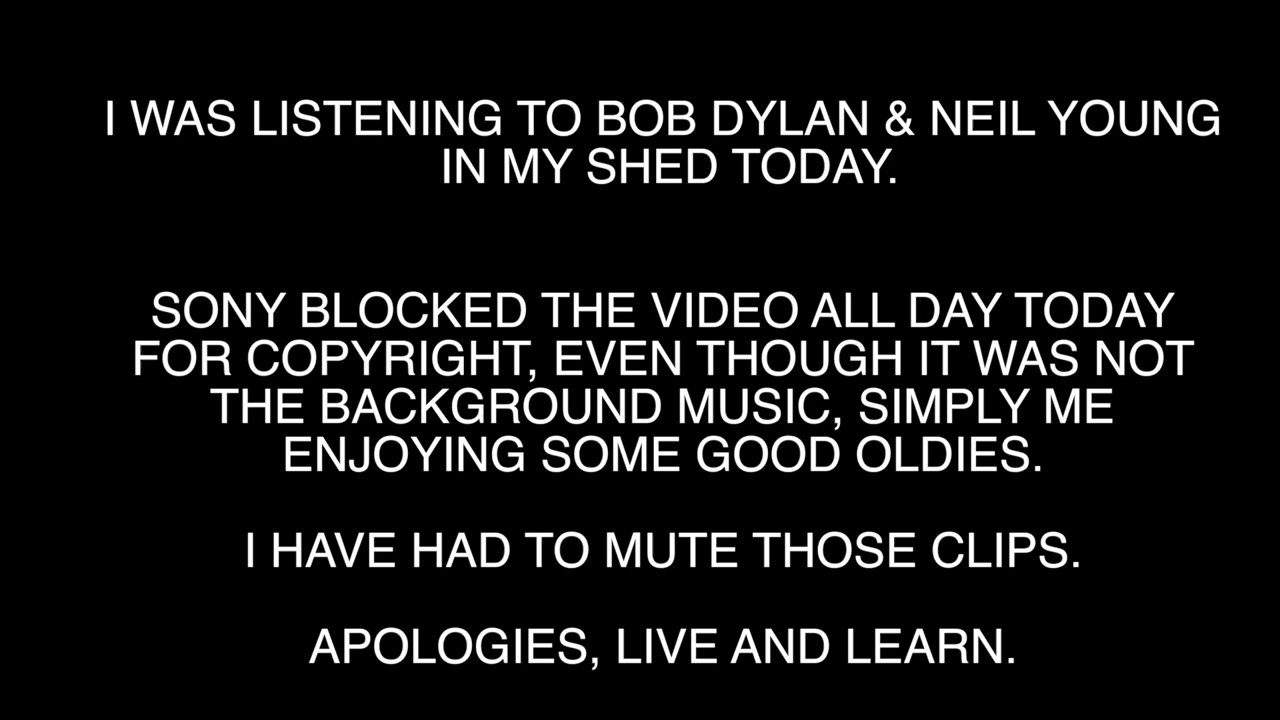 I WAS LISTENING TO BOB DYLAN & NEIL YOUNG
IN MY SHED TODAY.
SONY BLOCKED THE VIDEO ALL DAY TODAY
FOR COPYRIGHT, EVEN THOUGH IT WAS NOT
THE BACKGROUND MUSIC, SIMPLY ME
ENJOYING SOME GOOD OLDIES.
I HAVE HAD TO MUTE THOSE CLIPS.
APOLOGIES, LIVE AND LEARN.